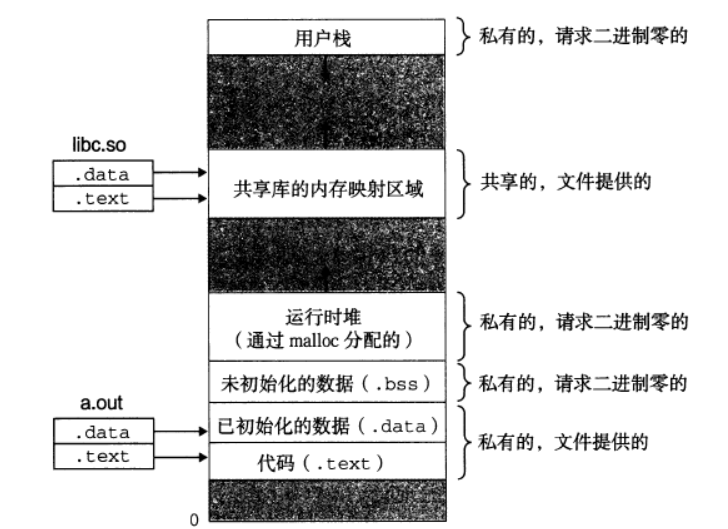 用户栈
私有的，请求二进制零的
libc.so
.data
.text
共享库的内存映射区域
共享的，文件提供的
运行时堆
（通过 malloc 分配的）
私有的，请求二进制零的
未初始化的数据（.bss）
私有的，请求二进制零的
a.out
.data
.text
已初始化的数据（.data）
代码（.text）
私有的，文件提供的
0